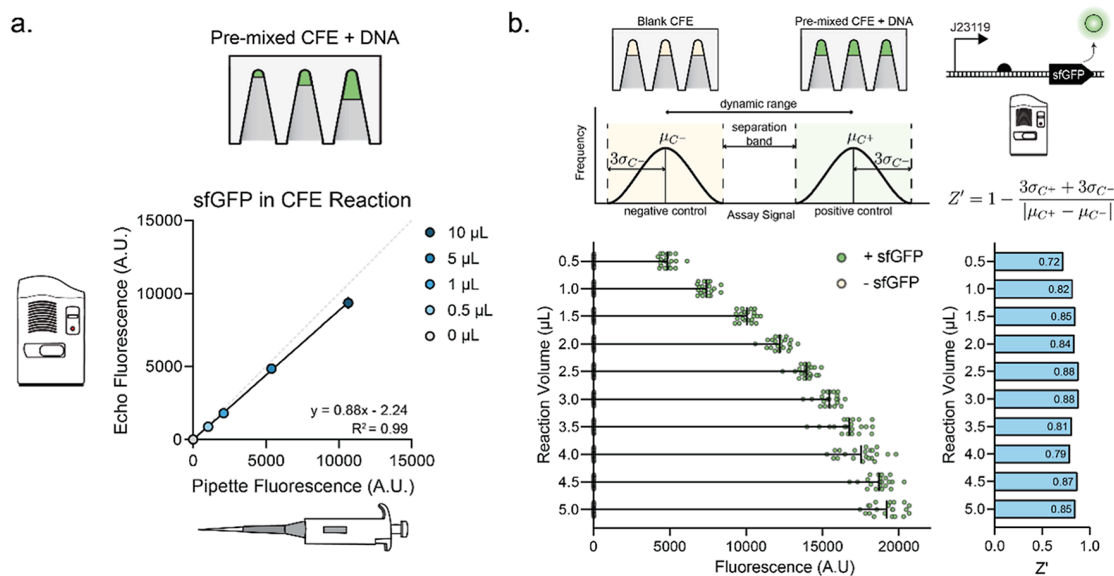 a.
Pre-mixed CFE + DNA
sfGFP in CFE Reaction
15000
10000
5000
0
Echo Fluorescence (A.U.)
10 µL
5 µL
1 µL
0.5 µL
0 µL
y = 0.88x - 2.24
R² = 0.99
0
5000
10000
15000
Pipette Fluorescence (A.U.)
b.
Blank CFE
Pre-mixed CFE + DNA
J23119
sfGFP
dynamic range
separation
band
Frequency
μC−
μC+
3σC−
3σC−
negative control
Assay Signal
positive control
Z′ = 1 − (3σC+ + 3σC−) / |μC+ − μC−|
Reaction Volume (µL)
0.5
1.0
1.5
2.0
2.5
3.0
3.5
4.0
4.5
5.0
+ sfGFP
- sfGFP
0
5000
10000
15000
20000
Fluorescence (A.U)
Reaction Volume (µL)
0.5
1.0
1.5
2.0
2.5
3.0
3.5
4.0
4.5
5.0
0.72
0.82
0.85
0.84
0.88
0.88
0.81
0.79
0.87
0.85
0.0
0.5
1.0
Z'